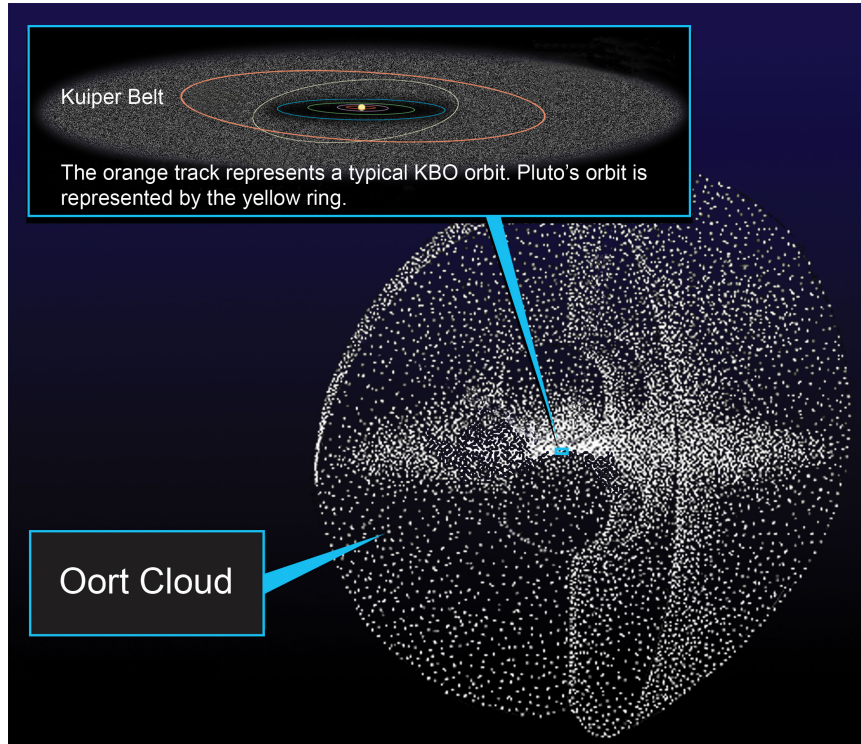 Kuiper Belt
The orange track represents a typical KBO orbit. Pluto’s orbit is
represented by the yellow ring.
Oort Cloud